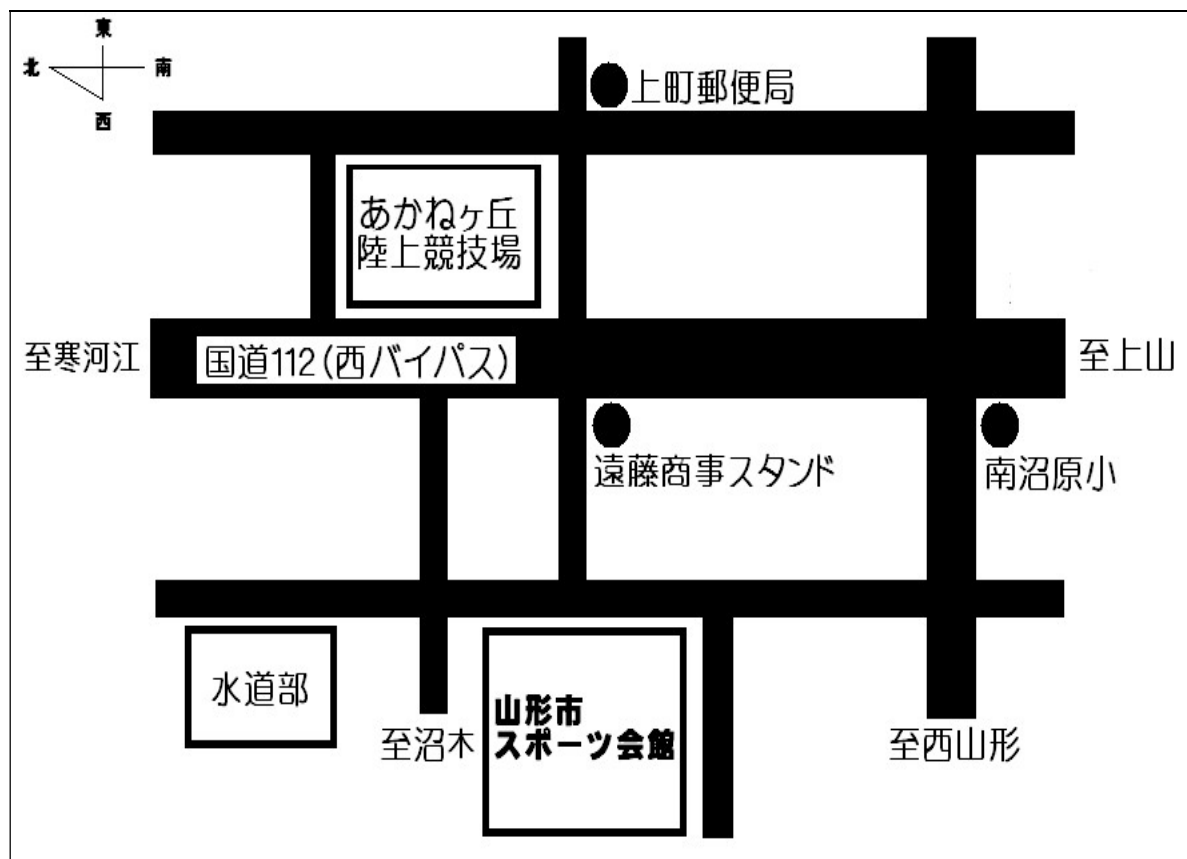 東
北
南
西
上町郵便局
あかねヶ丘
陸上競技場
至寒河江
国道112(西バイパス)
至上山
遠藤商事スタンド
南沼原小
水道部
至沼木
山形市
スポーツ会館
至西山形